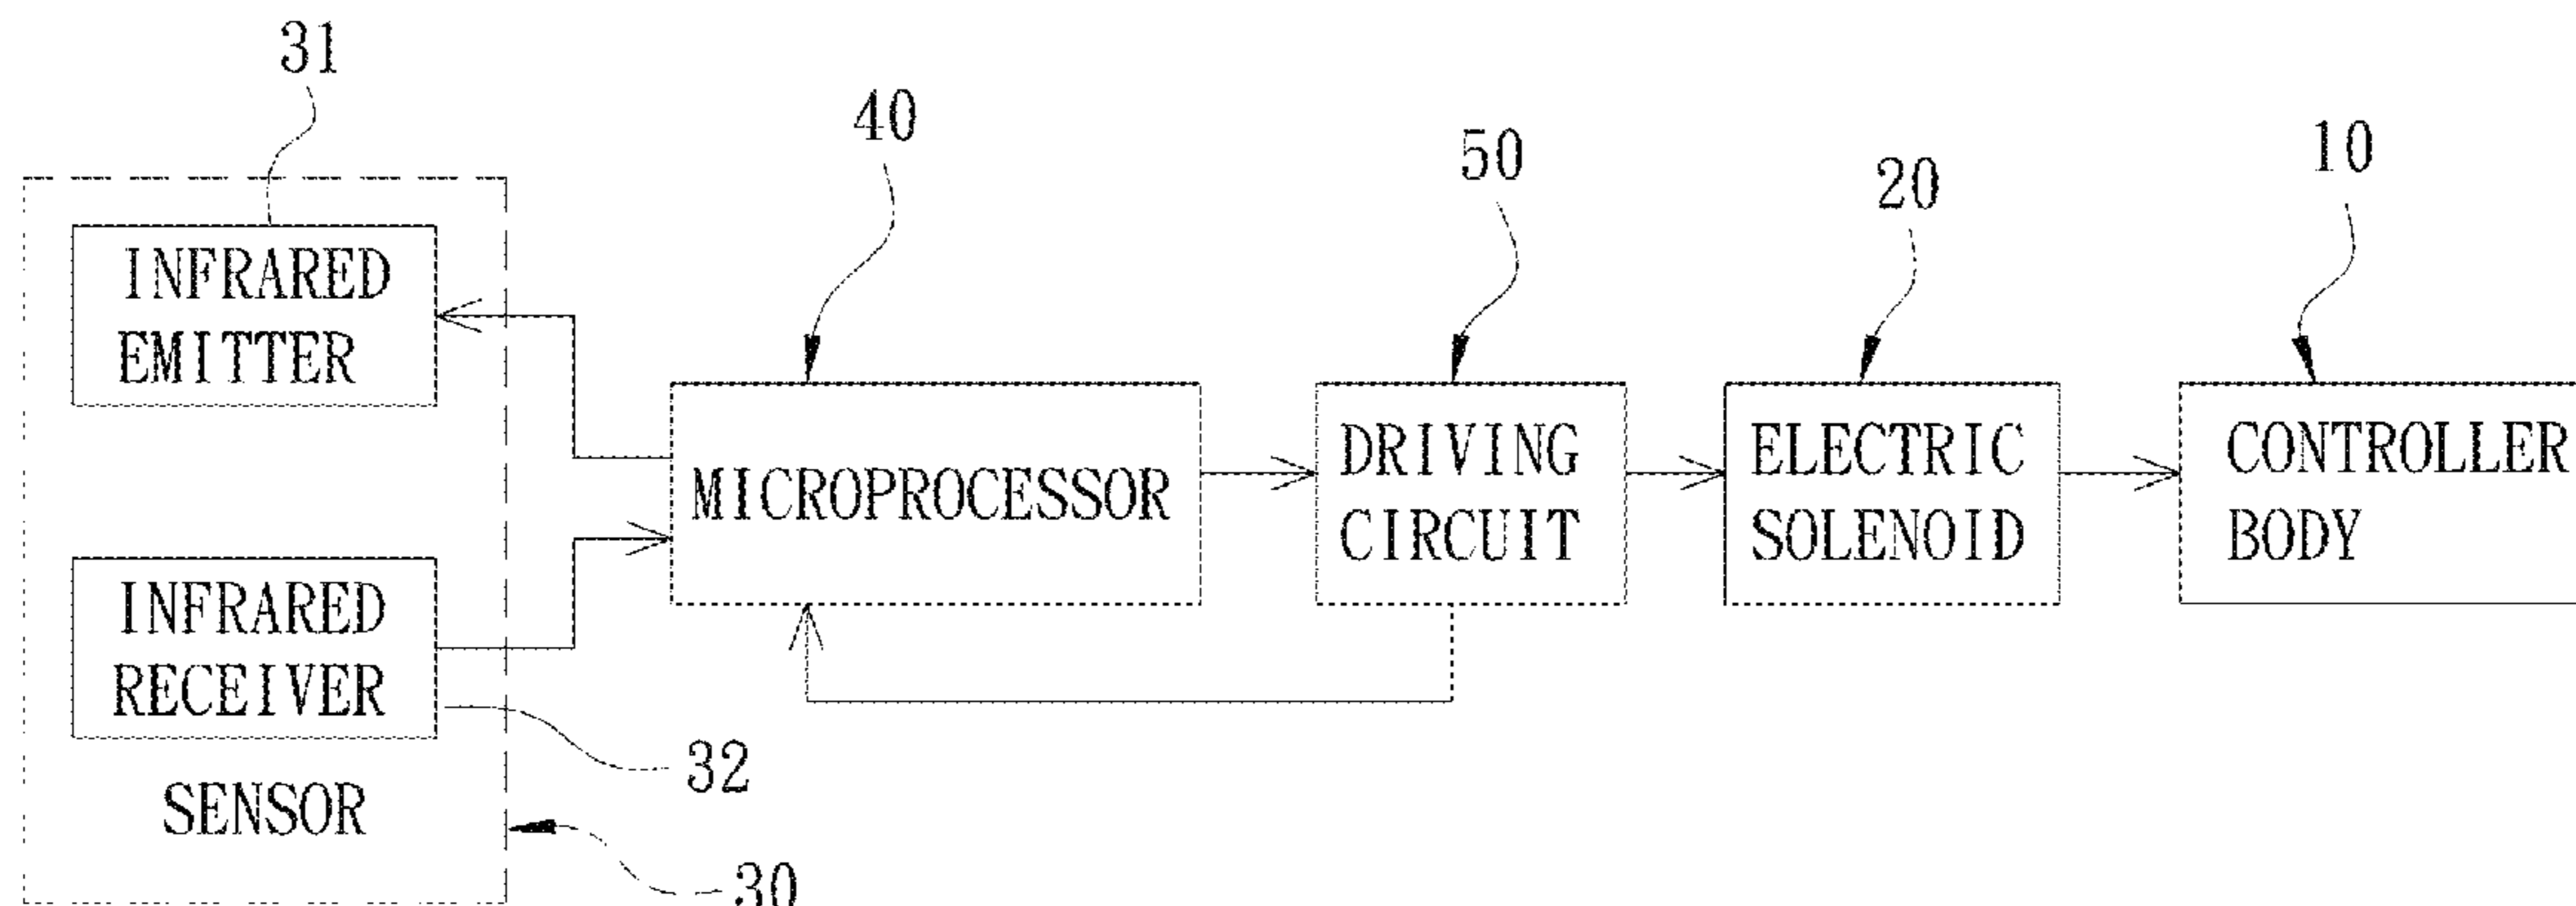 31
40
50
20
10
INFRARED
EMITTER
MICROPROCESSOR
DRIVING
CIRCUIT
ELECTRIC
SOLENOID
CONTROLLER
BODY
INFRARED
RECEIVER
32
SENSOR
30